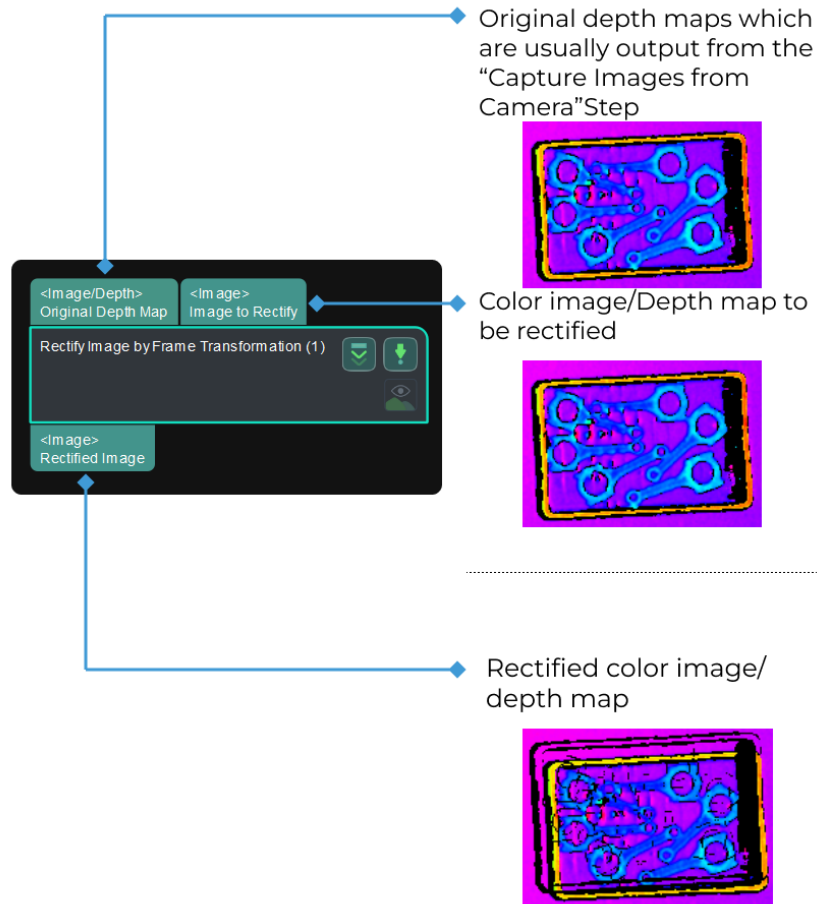 Original depth maps which
are usually output from the
“Capture Images from
Camera”Step
<Image/Depth>
Original Depth Map
<Image>
Image to Rectify
Color image/Depth map to
be rectified
Rectify Image by Frame Transformation (1)
<Image>
Rectified Image
Rectified color image/
depth map